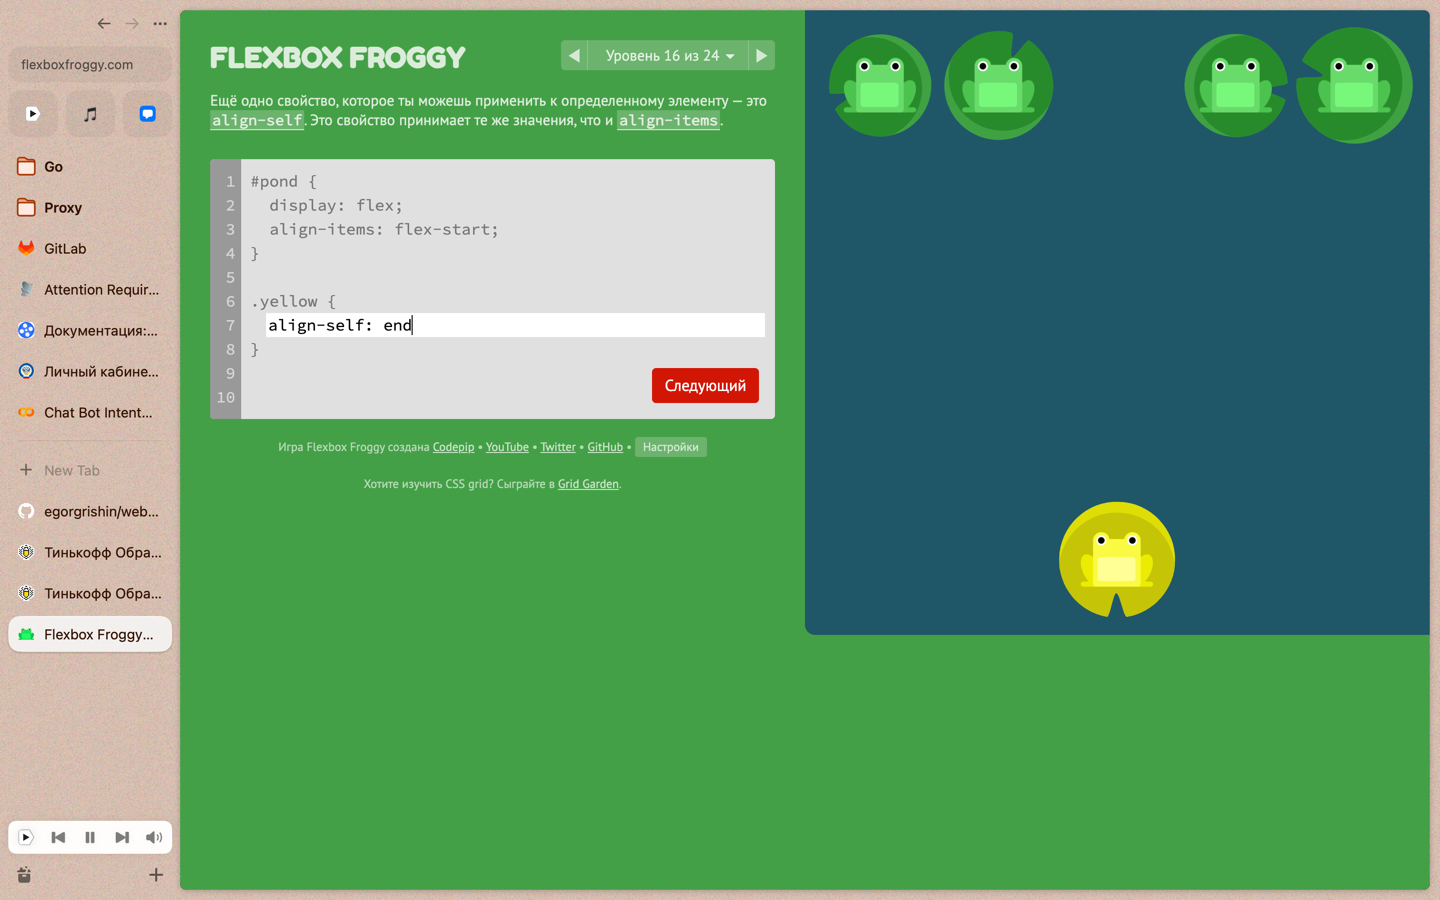 flexboxfroggy.com
Go
Proxy
GitLab
Attention Requir...
Документация:...
Личный кабине...
Chat Bot Intent...
New Tab
egorgrishin/web...
Тинькофф Обра...
Тинькофф Обра...
Flexbox Froggy...
FLEXBOX FROGGY
Уровень 16 из 24
Ещё одно свойство, которое ты можешь применить к определенному элементу — это
align-self. Это свойство принимает те же значения, что и align-items.
1 #pond {
2 display: flex;
3 align-items: flex-start;
4 }
5
6 .yellow {
7 align-self: end
8 }
9
10
Следующий
Игра Flexbox Froggy создана Codepip • YouTube • Twitter • GitHub • Настройки
Хотите изучить CSS grid? Сыграйте в Grid Garden.